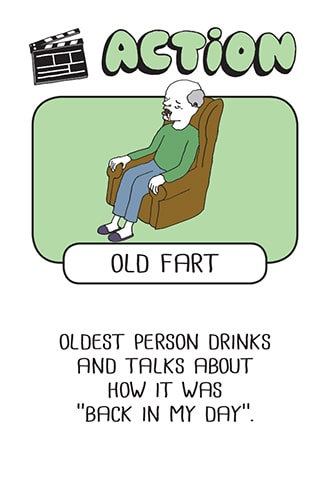 ACTiON
OLD FART
OLDEST PERSON DRINKS
AND TALKS ABOUT
HOW IT WAS
"BACK IN MY DAY".